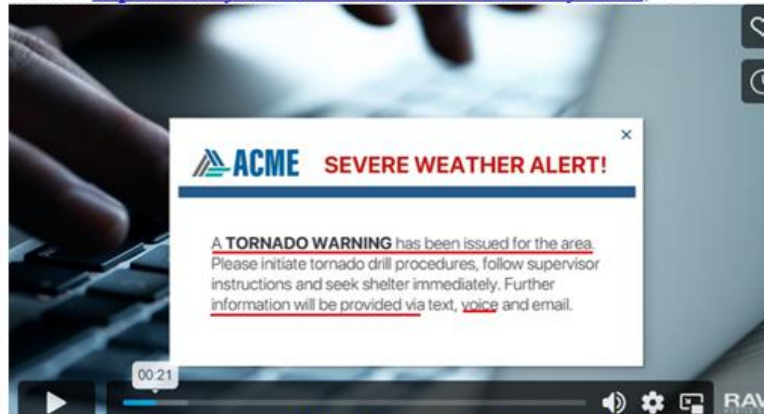 ACME SEVERE WEATHER ALERT!
A TORNADO WARNING has been issued for the area.
Please initiate tornado drill procedures, follow supervisor
instructions and seek shelter immediately. Further
information will be provided via text, voice and email.
00:21
RAV